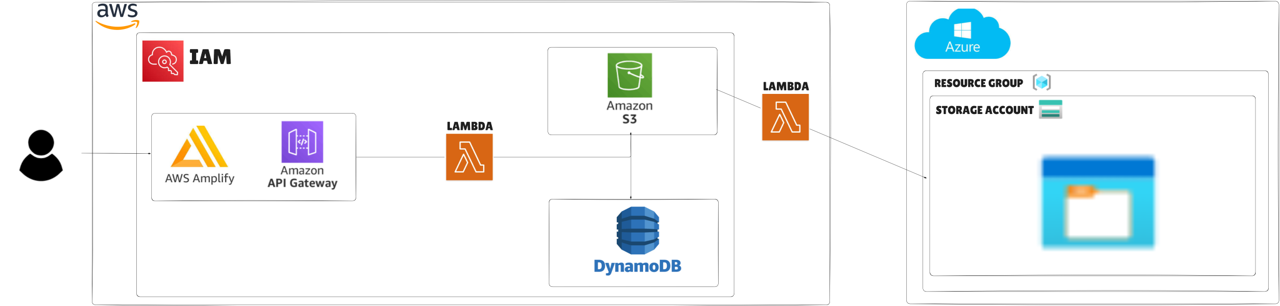 aws
IAM
AWS Amplify
Amazon
API Gateway
LAMBDA
Amazon
S3
DynamoDB
LAMBDA
Azure
RESOURCE GROUP
STORAGE ACCOUNT